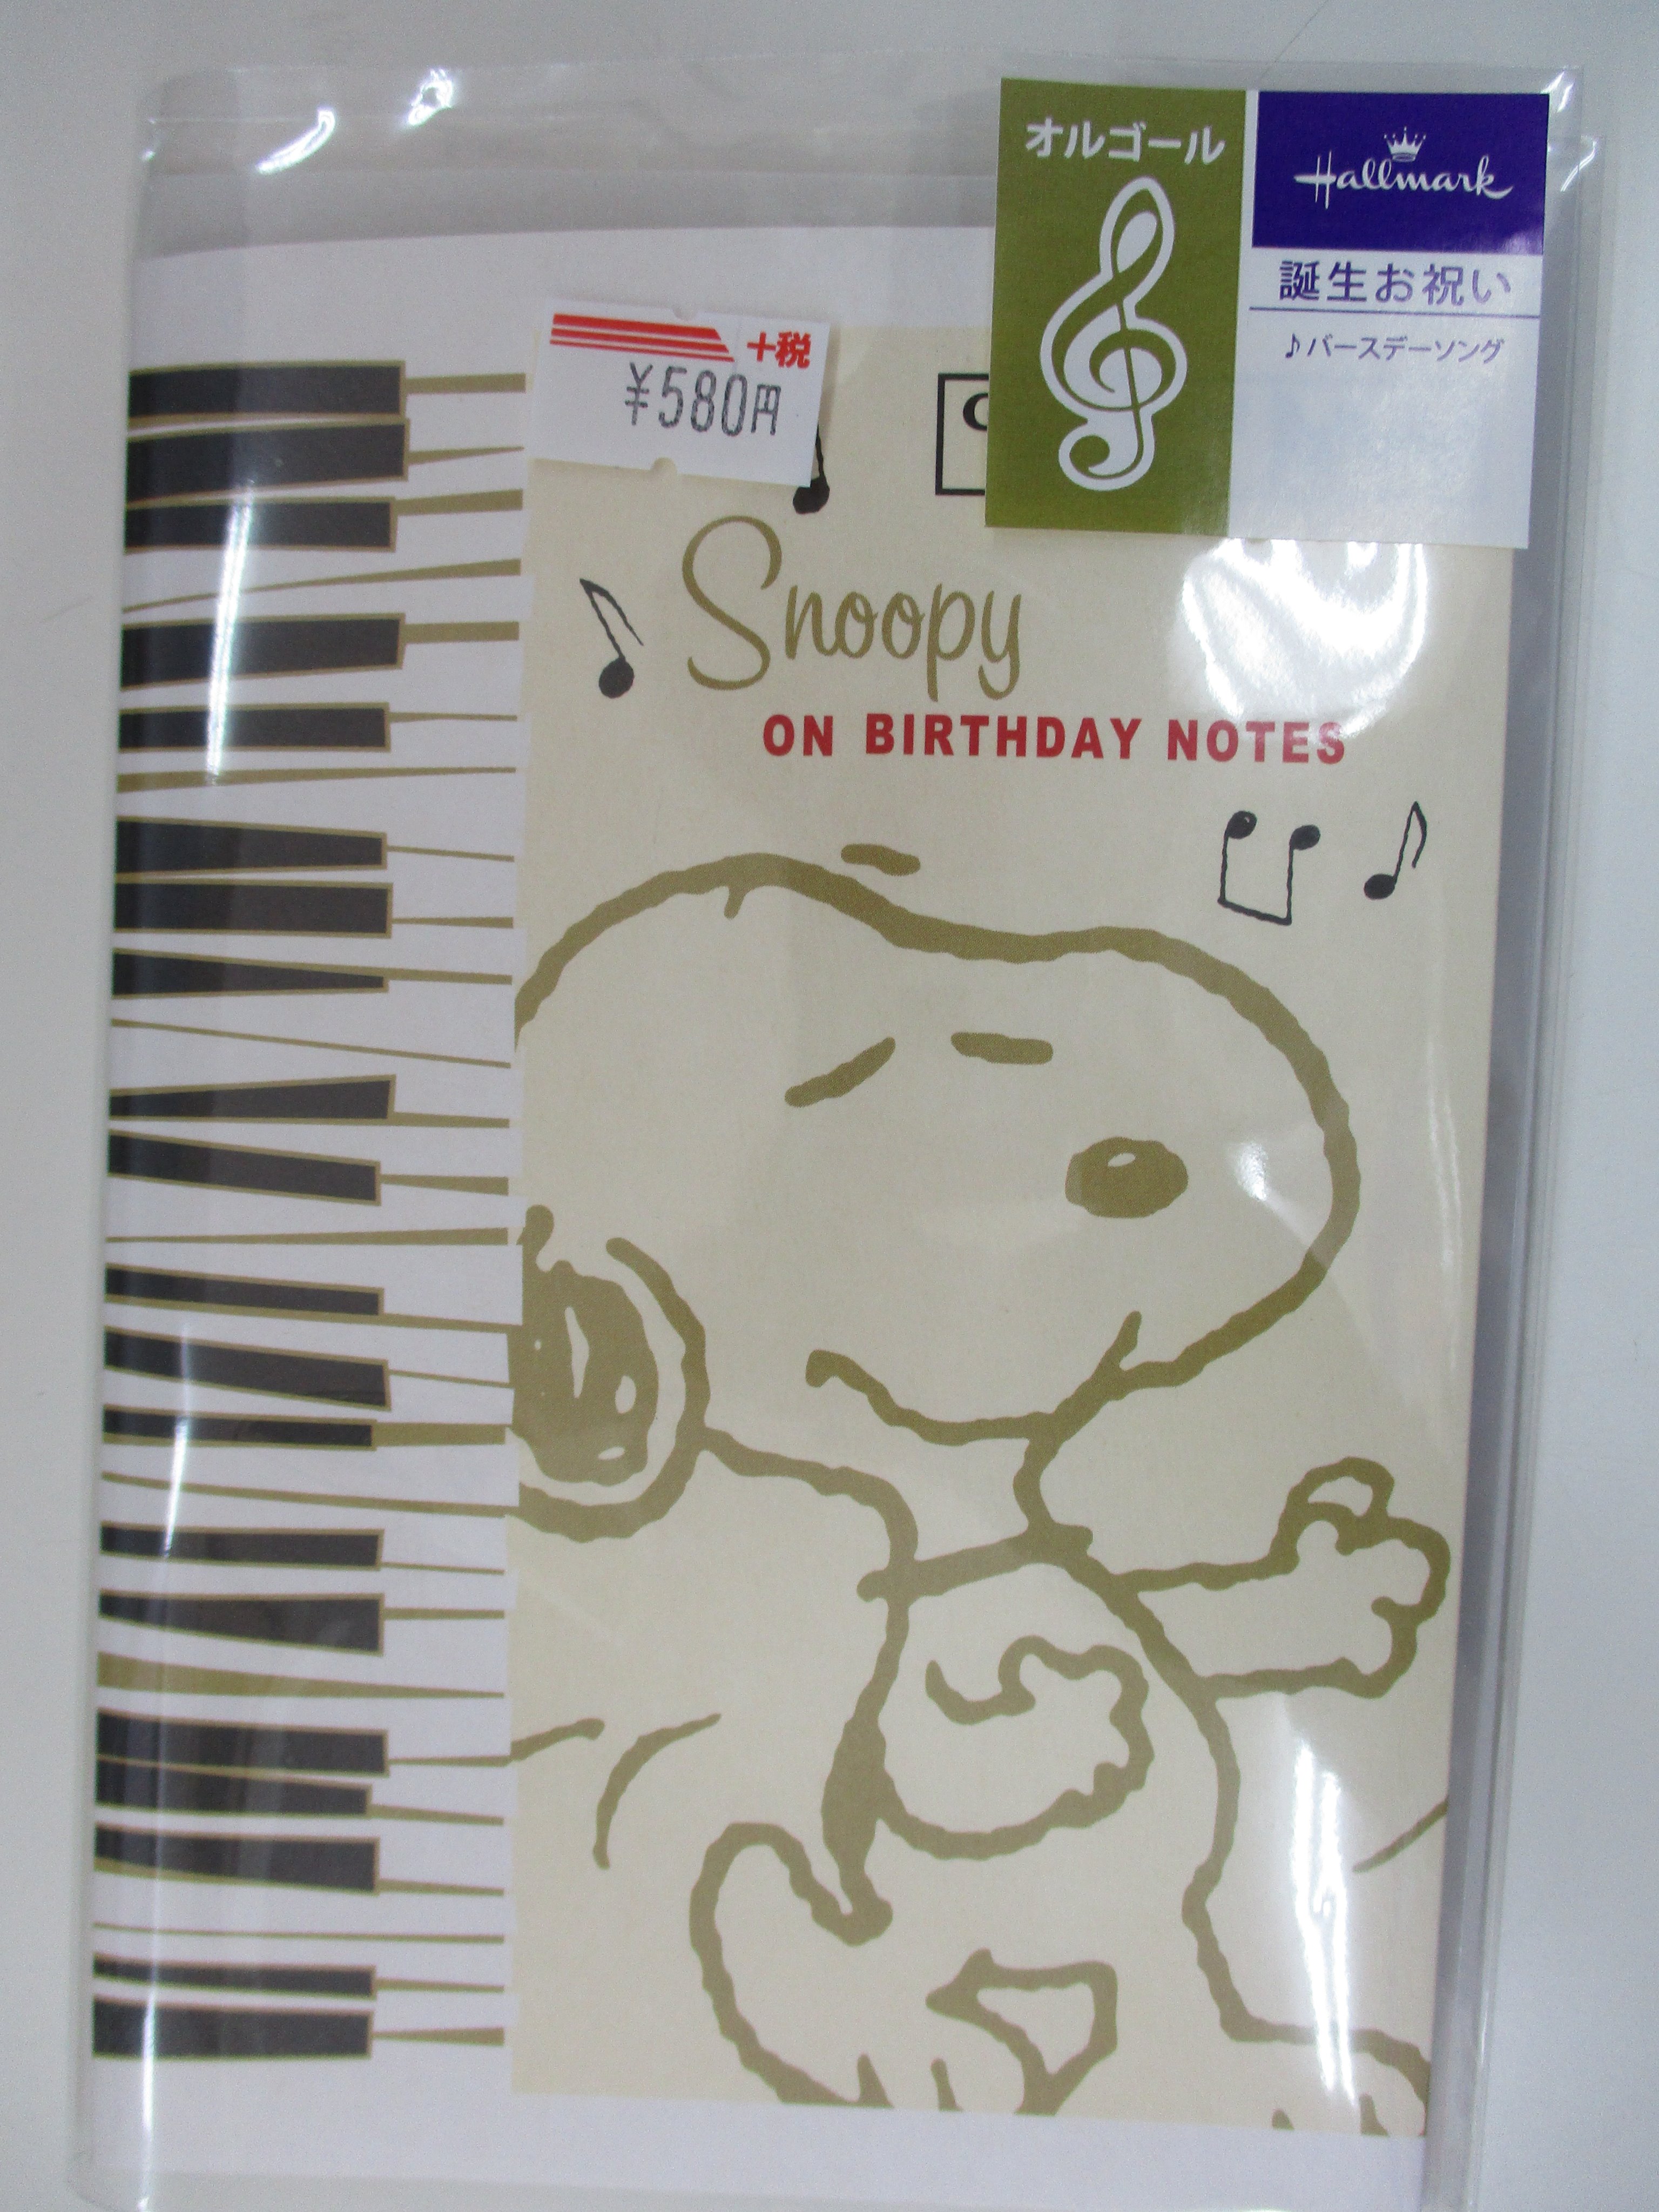 オルゴール
Hallmark
誕生お祝い
♪バースデーソング
+税
¥580円
Snoopy
ON BIRTHDAY NOTES